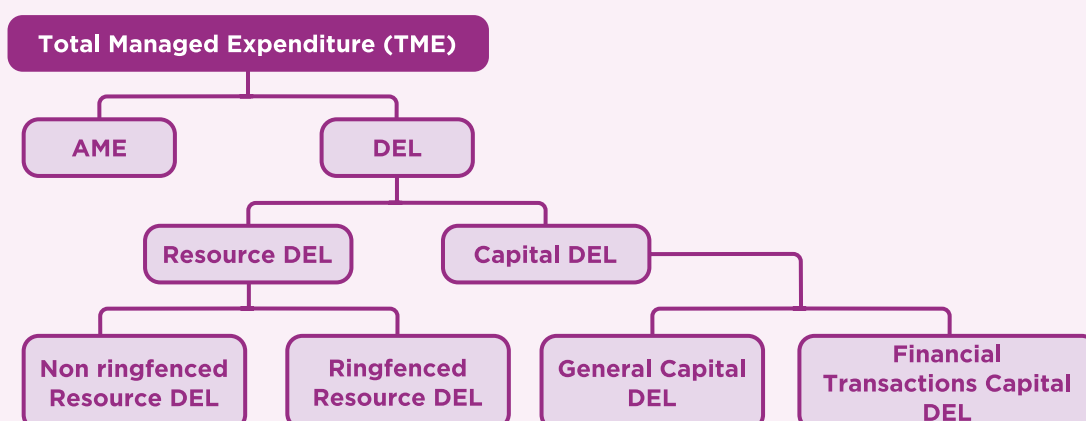 Total Managed Expenditure (TME)
AME
DEL
Resource DEL
Capital DEL
Non ringfenced
Resource DEL
Ringfenced
Resource DEL
General Capital
DEL
Financial
Transactions Capital
DEL